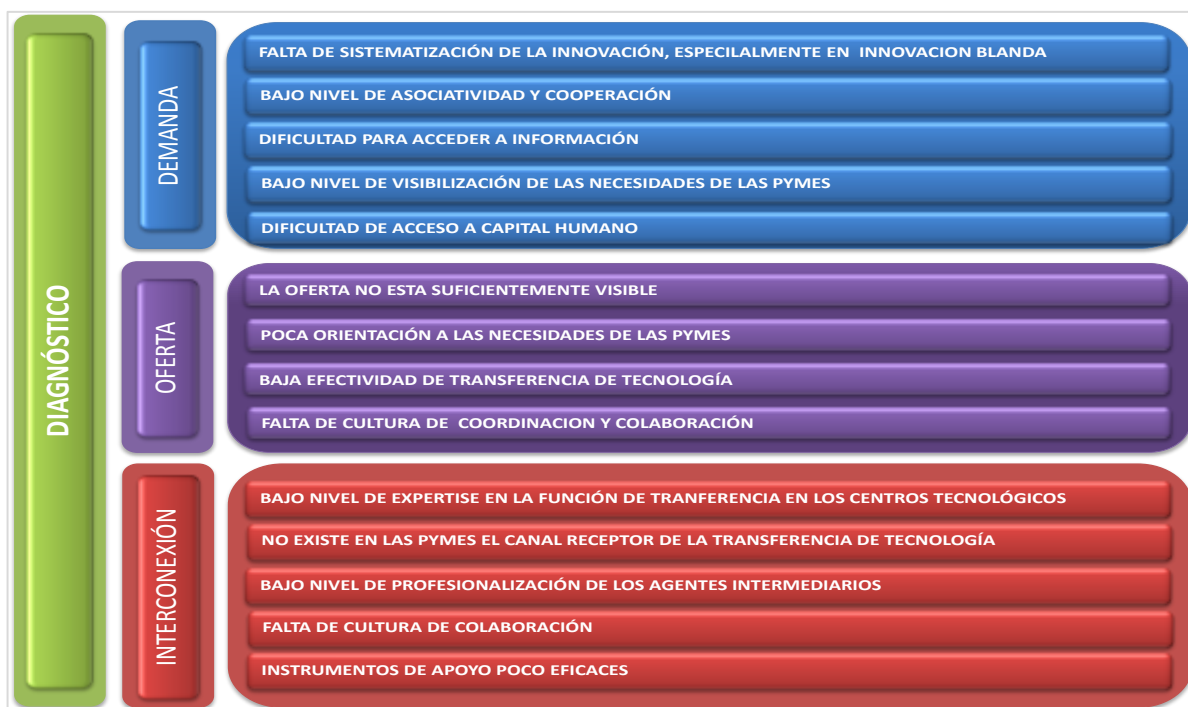 DIAGNÓSTICO
DEMANDA
FALTA DE SISTEMATIZACIÓN DE LA INNOVACIÓN, ESPECILALMENTE EN INNOVACION BLANDA
BAJO NIVEL DE ASOCIATIVIDAD Y COOPERACIÓN
DIFICULTAD PARA ACCEDER A INFORMACIÓN
BAJO NIVEL DE VISIBILIZACIÓN DE LAS NECESIDADES DE LAS PYMES
DIFICULTAD DE ACCESO A CAPITAL HUMANO
OFERTA
LA OFERTA NO ESTA SUFICIENTEMENTE VISIBLE
POCA ORIENTACIÓN A LAS NECESIDADES DE LAS PYMES
BAJA EFECTIVIDAD DE TRANSFERENCIA DE TECNOLOGÍA
FALTA DE CULTURA DE COORDINACION Y COLABORACIÓN
INTERCONEXIÓN
BAJO NIVEL DE EXPERTISE EN LA FUNCIÓN DE TRANFERENCIA EN LOS CENTROS TECNOLÓGICOS
NO EXISTE EN LAS PYMES EL CANAL RECEPTOR DE LA TRANSFERENCIA DE TECNOLOGÍA
BAJO NIVEL DE PROFESIONALIZACIÓN DE LOS AGENTES INTERMEDIARIOS
FALTA DE CULTURA DE COLABORACIÓN
INSTRUMENTOS DE APOYO POCO EFICACES